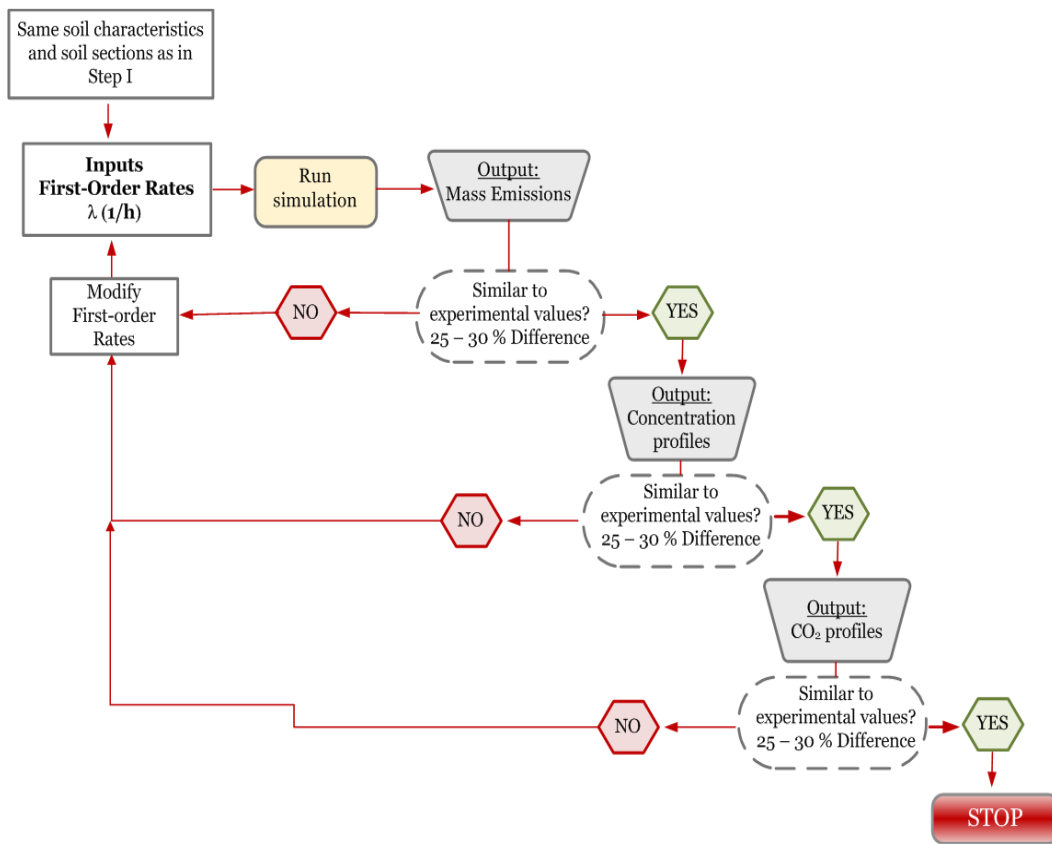 Same soil characteristics
and soil sections as in
Step I
Inputs
First-Order Rates
λ (1/h)
Run
simulation
Output:
Mass Emissions
Modify
First-order
Rates
NO
Similar to
experimental values?
25 – 30 % Difference
YES
Output:
Concentration
profiles
NO
Similar to
experimental values?
25 – 30 % Difference
YES
Output:
CO₂ profiles
NO
Similar to
experimental values?
25 – 30 % Difference
YES
STOP